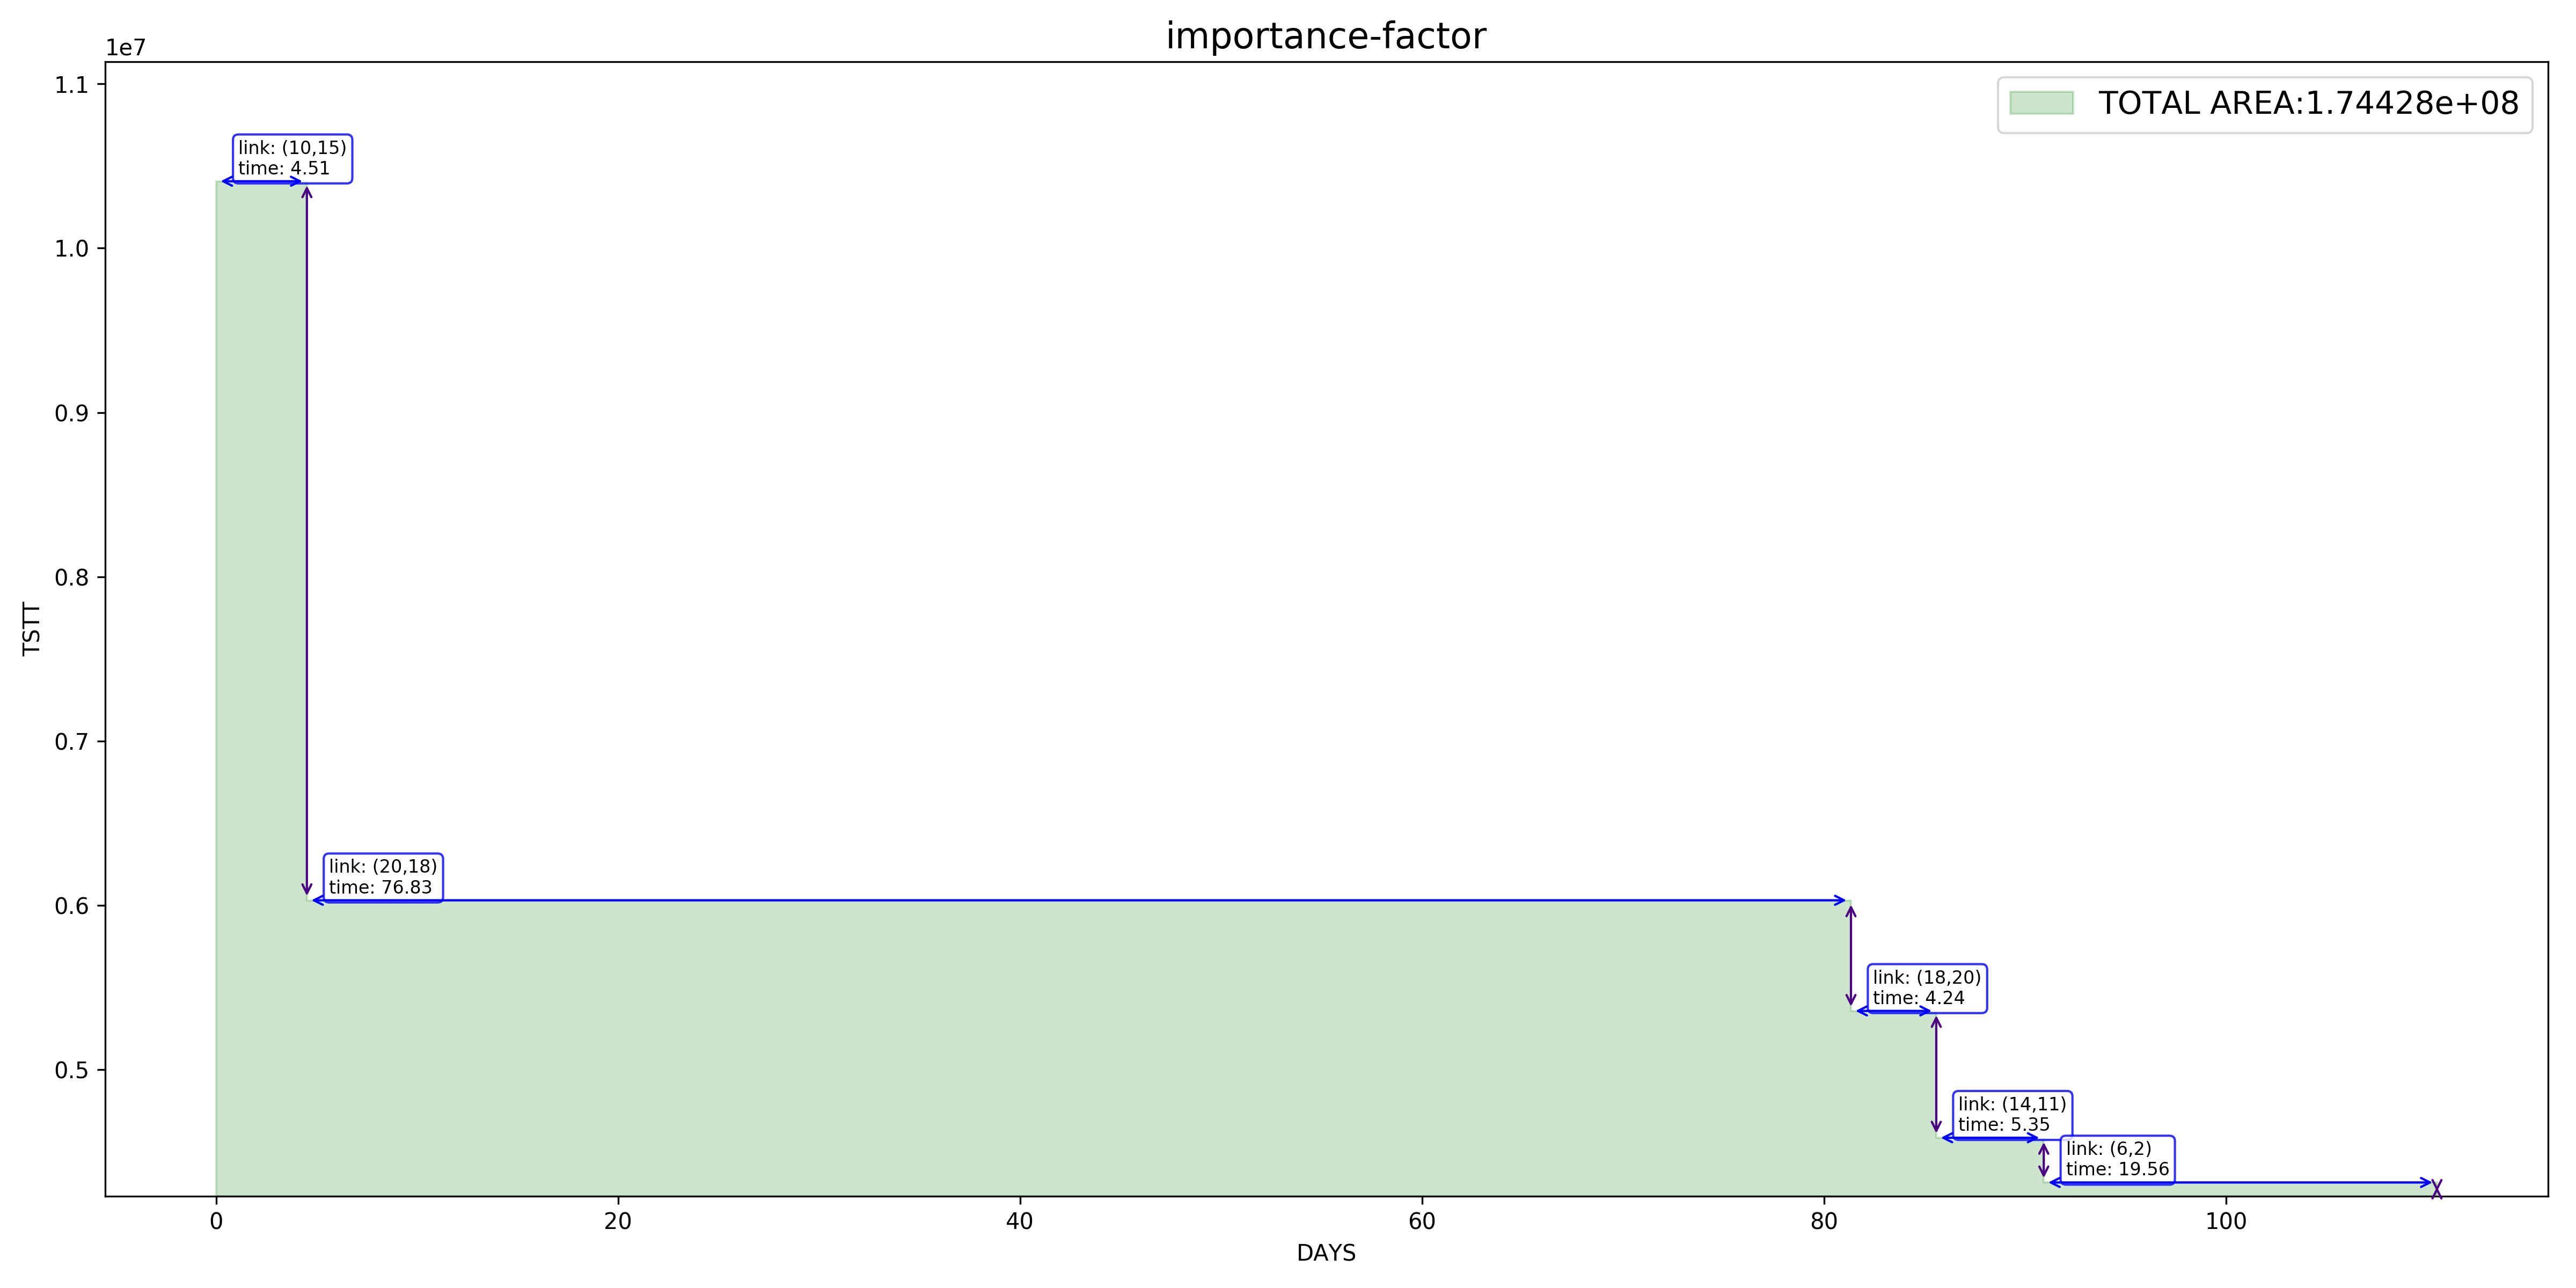 importance-factor
1e7
1.1
1.0
0.9
0.8
0.7
0.6
0.5
TSTT
TOTAL AREA:1.74428e+08
link: (10,15)
time: 4.51
link: (20,18)
time: 76.83
link: (18,20)
time: 4.24
link: (14,11)
time: 5.35
link: (6,2)
time: 19.56
0
20
40
60
80
100
DAYS